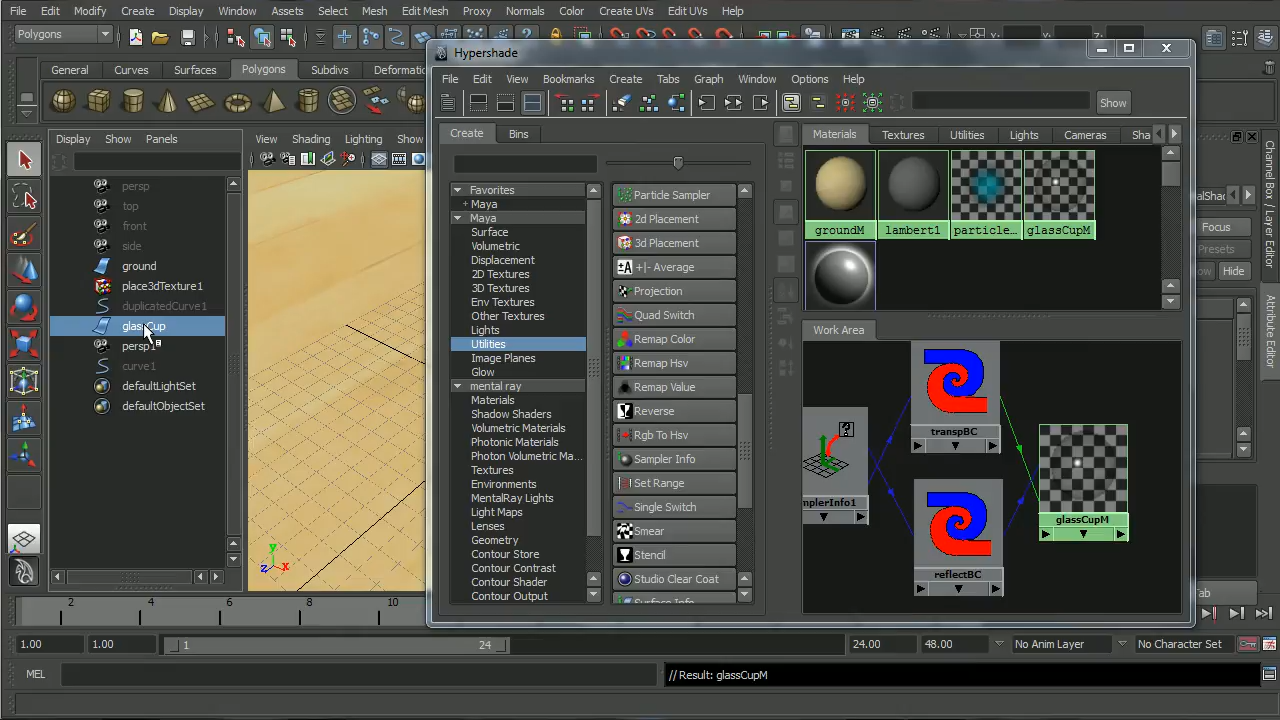 File Edit Modify Create Display Window Assets Select Mesh Edit Mesh Proxy Normals Color Create UVs Edit UVs Help
Polygons
Hypershade
General Curves Surfaces Polygons Subdivs Deformatio
File Edit View Bookmarks Create Tabs Graph Window Options Help
Show
Display Show Panels
View Shading Lighting Show
Create Bins
Materials Textures Utilities Lights Cameras Sha
persp
top
front
side
ground
place3dTexture1
duplicatedCurve1
glassCup
persp1
curve1
defaultLightSet
defaultObjectSet
Favorites
+ Maya
Maya
Surface
Volumetric
Displacement
2D Textures
3D Textures
Env Textures
Other Textures
Lights
Utilities
Image Planes
Glow
mental ray
Materials
Shadow Shaders
Volumetric Materials
Photonic Materials
Photon Volumetric Ma...
Textures
Environments
MentalRay Lights
Light Maps
Lenses
Geometry
Contour Store
Contour Contrast
Contour Shader
Contour Output
Particle Sampler
2d Placement
3d Placement
+/- Average
Projection
Quad Switch
Remap Color
Remap Hsv
Remap Value
Reverse
Rgb To Hsv
Sampler Info
Set Range
Single Switch
Smear
Stencil
Studio Clear Coat
Surface Info
groundM lambert1 particle... glassCupM
Work Area
transpBC
mplerInfo1
reflectBC
glassCupM
Channel Box / Layer Editor
Attribute Editor
Focus
Presets
Hide
Tab
y
z x
2 4 6 8 10
1.00 1.00 1 24 24.00 48.00 No Anim Layer No Character Set
MEL // Result: glassCupM